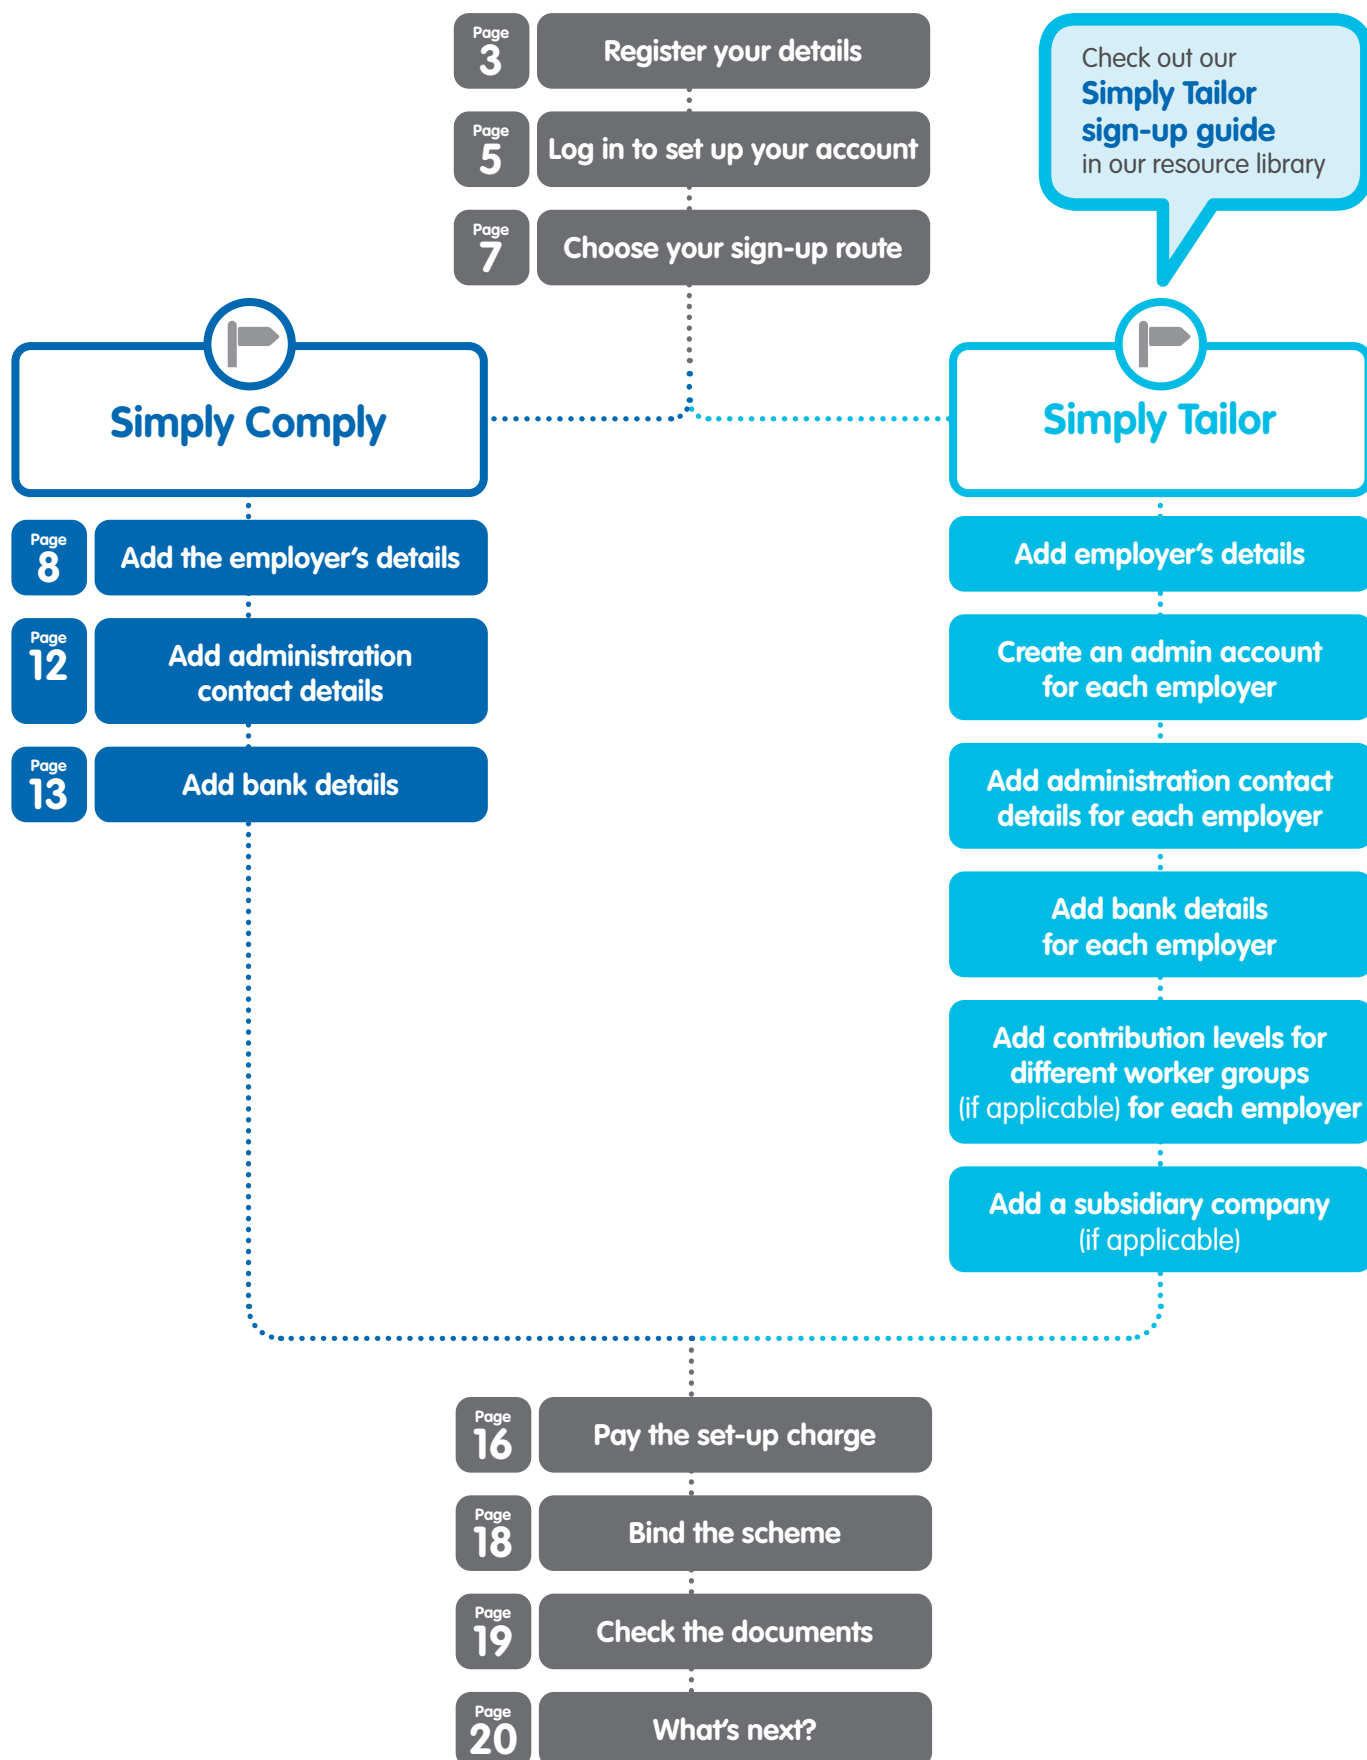 Page
3
Register your details
Page
5
Log in to set up your account
Page
7
Choose your sign-up route
Check out our
Simply Tailor
sign-up guide
in our resource library
Simply Comply
Page
8
Add the employer's details
Page
12
Add administration
contact details
Page
13
Add bank details
Simply Tailor
Add employer's details
Create an admin account
for each employer
Add administration contact
details for each employer
Add bank details
for each employer
Add contribution levels for
different worker groups
(if applicable) for each employer
Add a subsidiary company
(if applicable)
Page
16
Pay the set-up charge
Page
18
Bind the scheme
Page
19
Check the documents
Page
20
What's next?